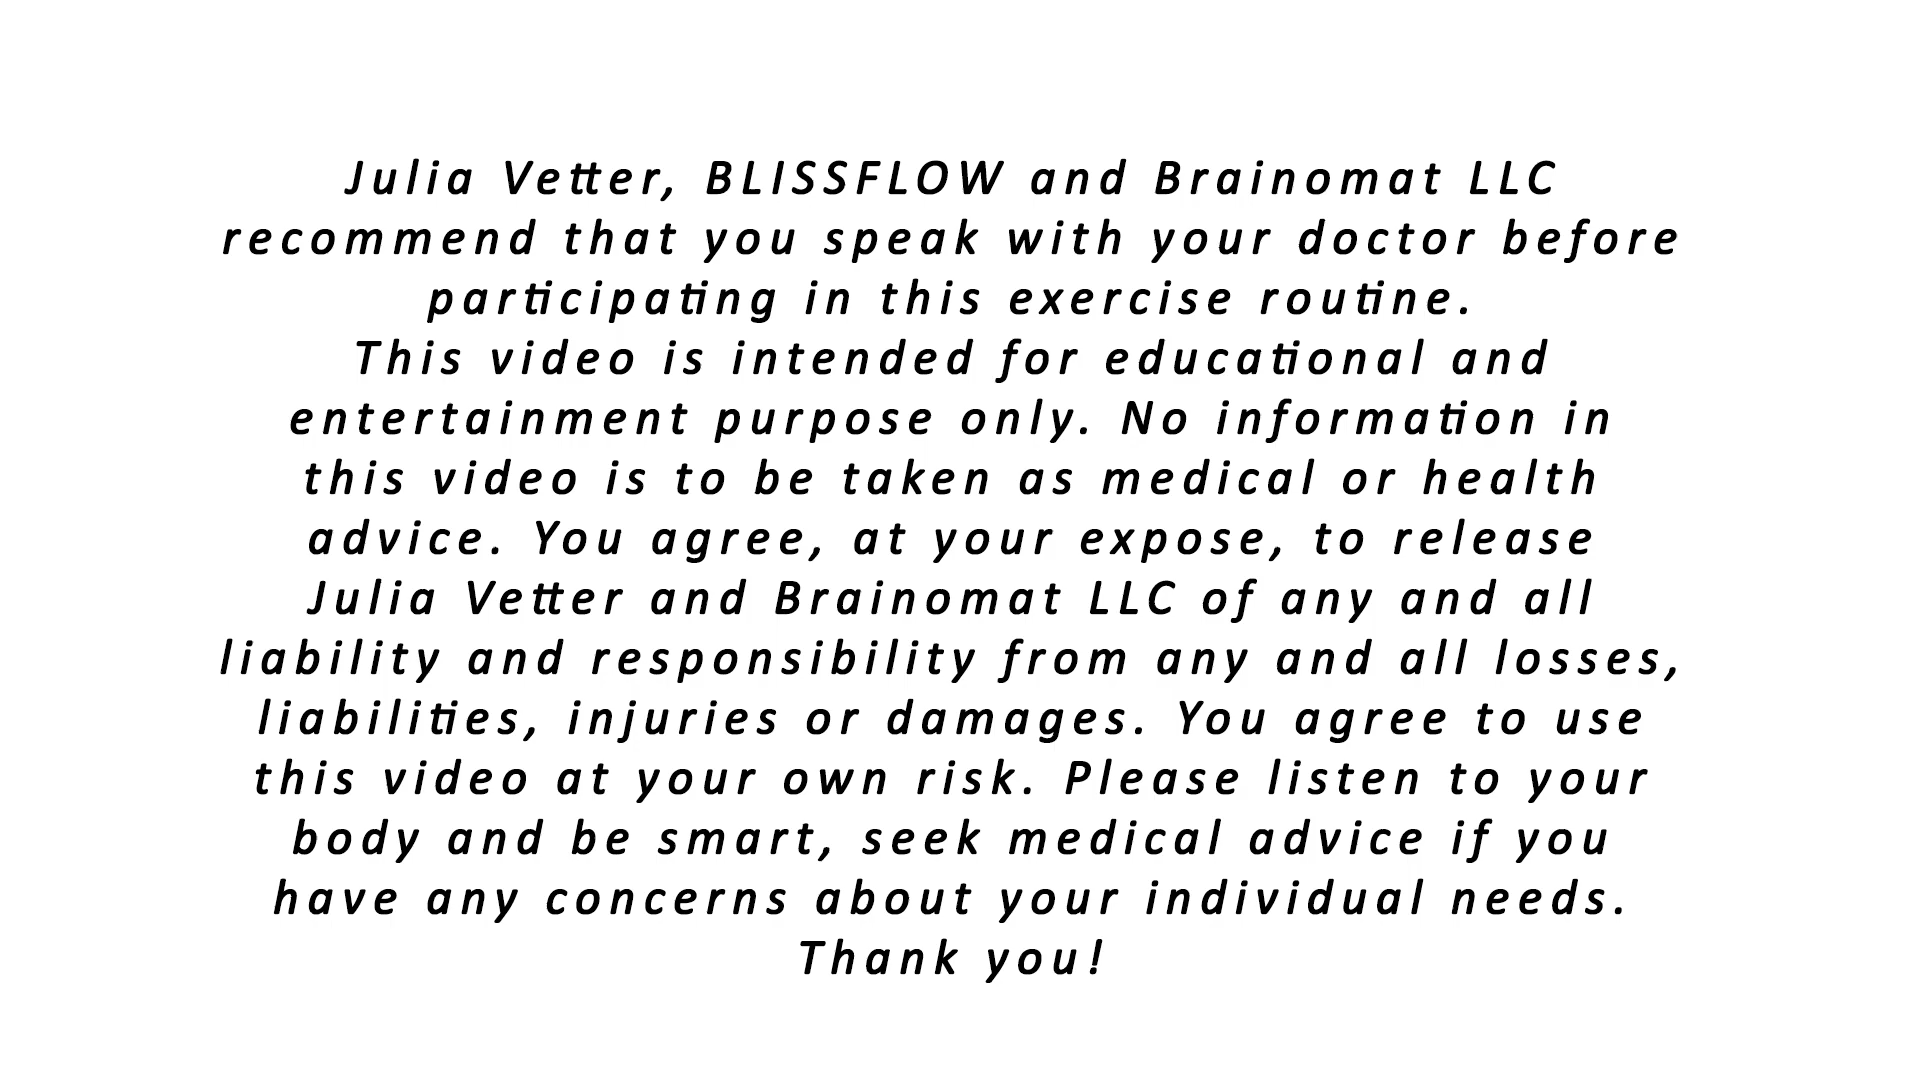 Julia Vetter, BLISSFLOW and Brainomat LLC
recommend that you speak with your doctor before
participating in this exercise routine.
This video is intended for educational and
entertainment purpose only. No information in
this video is to be taken as medical or health
advice. You agree, at your expose, to release
Julia Vetter and Brainomat LLC of any and all
liability and responsibility from any and all losses,
liabilities, injuries or damages. You agree to use
this video at your own risk. Please listen to your
body and be smart, seek medical advice if you
have any concerns about your individual needs.
Thank you!